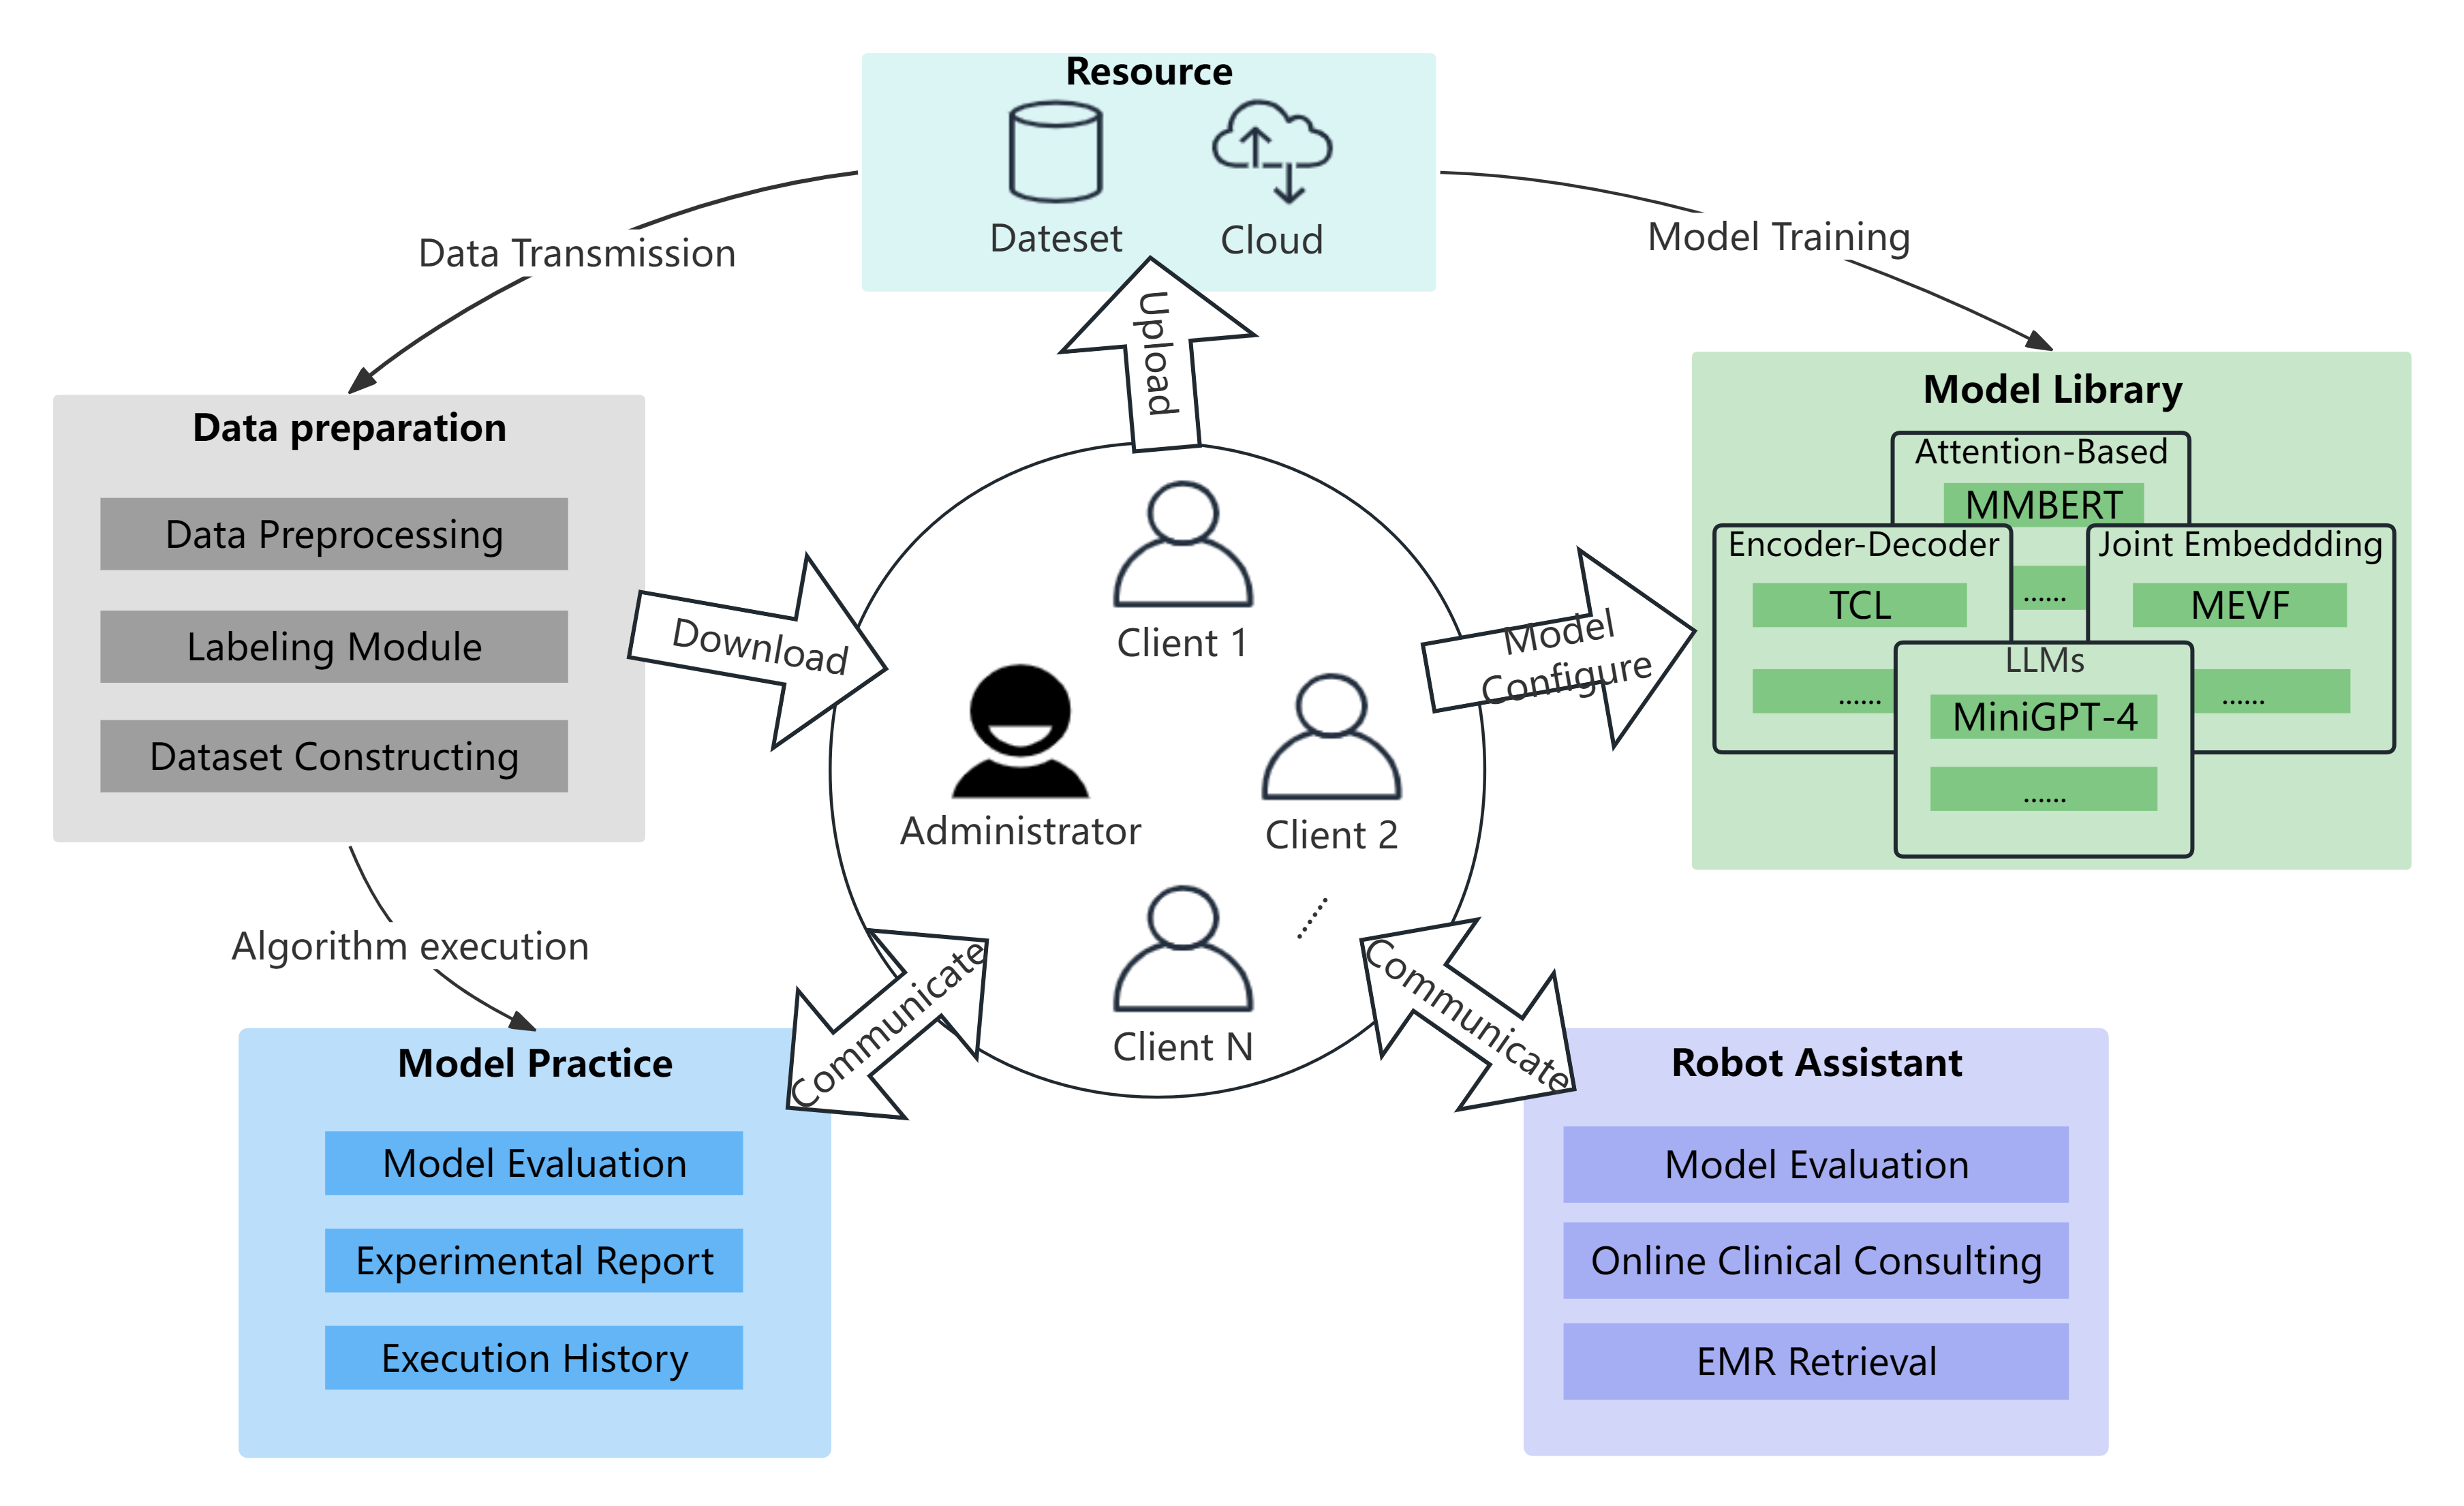 Resource
Dateset
Cloud
Data Transmission
Model Training
Upload
Data preparation
Data Preprocessing
Labeling Module
Dataset Constructing
Download
Client 1
Administrator
Client 2
......
Client N
Model
Configure
Model Library
Attention-Based
MMBERT
......
Encoder-Decoder
TCL
......
Joint Embeddding
MEVF
......
LLMs
MiniGPT-4
......
Algorithm execution
Communicate
Communicate
Model Practice
Model Evaluation
Experimental Report
Execution History
Robot Assistant
Model Evaluation
Online Clinical Consulting
EMR Retrieval